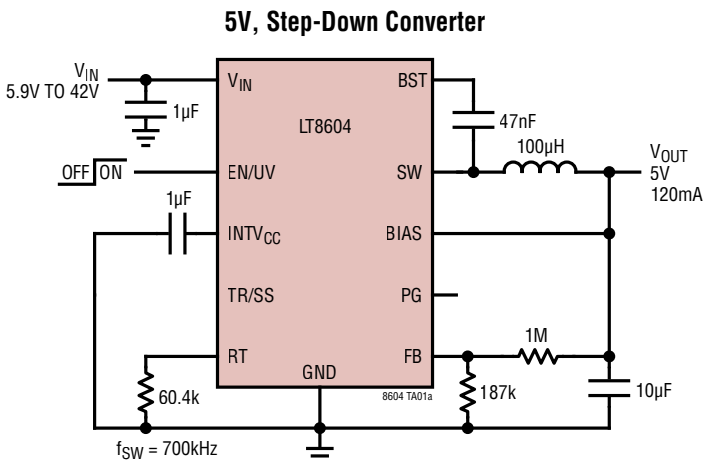 5V, Step-Down Converter
VIN
5.9V TO 42V
1µF
OFF ON
1µF
VIN
EN/UV
INTVCC
TR/SS
RT
LT8604
BST
SW
BIAS
PG
FB
GND
47nF
100µH
VOUT
5V
120mA
1M
187k
10µF
60.4k
8604 TA01a
fSW = 700kHz